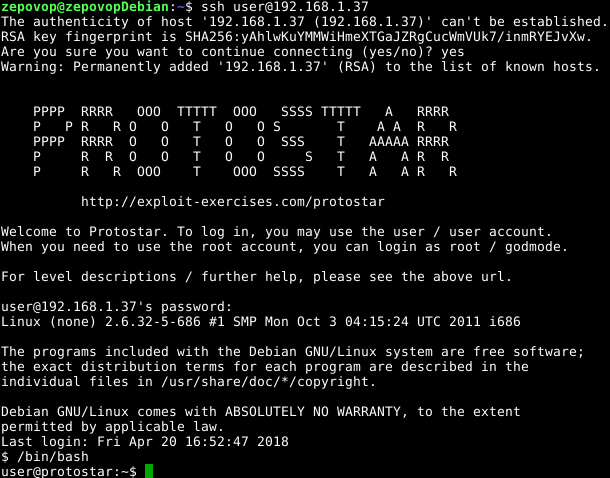 zepovop@zepovopDebian:~$ ssh user@192.168.1.37
The authenticity of host '192.168.1.37 (192.168.1.37)' can't be established.
RSA key fingerprint is SHA256:yAhlwKuYMMWiHmeXTGaJZRgCucWmVUk7/inmRYEJvXw.
Are you sure you want to continue connecting (yes/no)? yes
Warning: Permanently added '192.168.1.37' (RSA) to the list of known hosts.
    PPPP  RRRR   OOO  TTTTT  OOO   SSSS TTTTT   A   RRRR
    P   P R   R O   O   T   O   O S       T    A A  R   R
    PPPP  RRRR  O   O   T   O   O  SSS    T   AAAAA RRRR
    P     R  R  O   O   T   O   O     S   T   A   A R  R
    P     R   R  OOO    T    OOO  SSSS    T   A   A R   R
          http://exploit-exercises.com/protostar
Welcome to Protostar. To log in, you may use the user / user account.
When you need to use the root account, you can login as root / godmode.
For level descriptions / further help, please see the above url.
user@192.168.1.37's password:
Linux (none) 2.6.32-5-686 #1 SMP Mon Oct 3 04:15:24 UTC 2011 i686
The programs included with the Debian GNU/Linux system are free software;
the exact distribution terms for each program are described in the
individual files in /usr/share/doc/*/copyright.
Debian GNU/Linux comes with ABSOLUTELY NO WARRANTY, to the extent
permitted by applicable law.
Last login: Fri Apr 20 16:52:47 2018
$ /bin/bash
user@protostar:~$